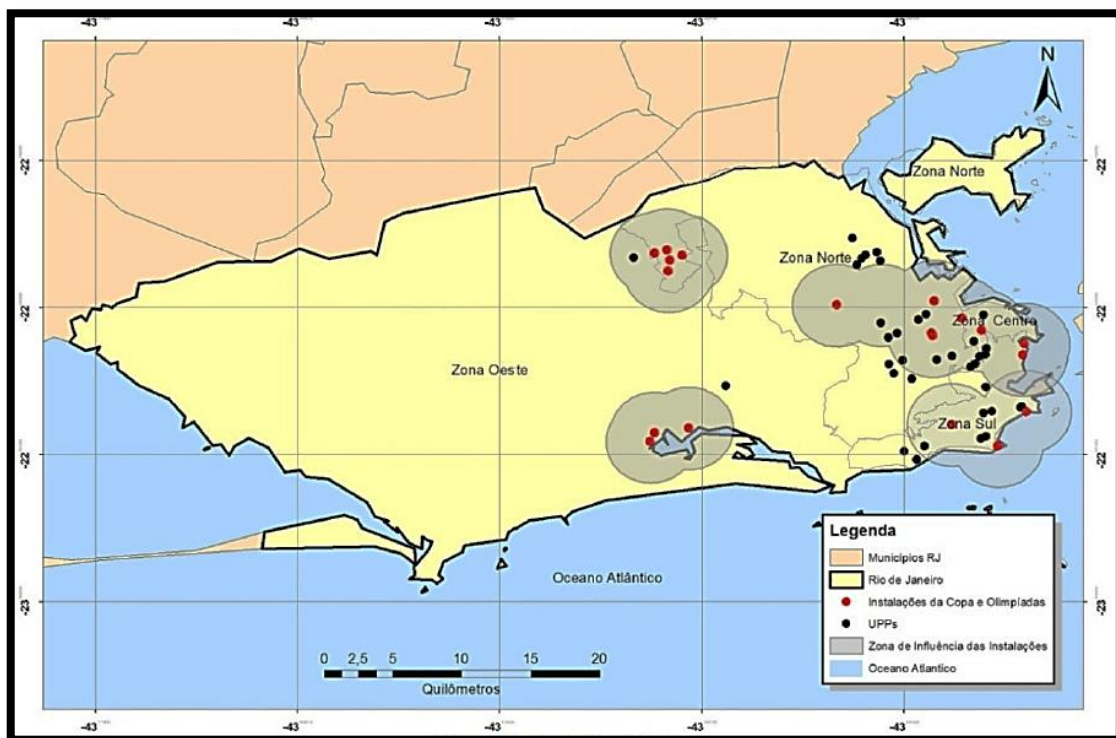 -43
-43
-43
-43
-43
N
Zona Norte
-22
-22
Zona Norte
-22
-22
Zona Centro
Zona Oeste
Zona Sul
-22
-22
Oceano Atlântico
-23
-23
Legenda
Municípios RJ
Rio de Janeiro
Instalações da Copa e Olimpíadas
UPPs
Zona de Influência das Instalações
Oceano Atlantico
0 2,5 5 10 15 20
Quilômetros
-43
-43
-43
-43
-43